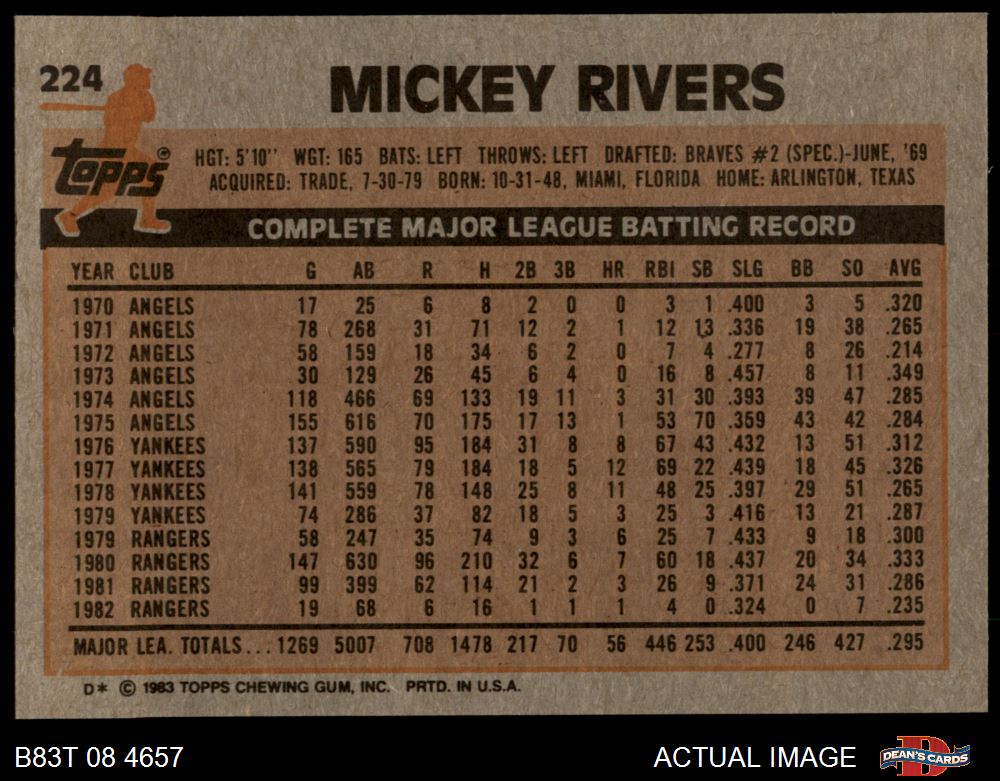 224
MICKEY RIVERS
topps
HGT: 5'10'' WGT: 165 BATS: LEFT THROWS: LEFT DRAFTED: BRAVES #2 (SPEC.)-JUNE, '69
ACQUIRED: TRADE, 7-30-79 BORN: 10-31-48, MIAMI, FLORIDA HOME: ARLINGTON, TEXAS
COMPLETE MAJOR LEAGUE BATTING RECORD
YEAR CLUB G AB R H 2B 3B HR RBI SB SLG BB SO AVG
1970 ANGELS 17 25 6 8 2 0 0 3 1 .400 3 5 .320
1971 ANGELS 78 268 31 71 12 2 1 12 13 .336 19 38 .265
1972 ANGELS 58 159 18 34 6 2 0 7 4 .277 8 26 .214
1973 ANGELS 30 129 26 45 6 4 0 16 8 .457 8 11 .349
1974 ANGELS 118 466 69 133 19 11 3 31 30 .393 39 47 .285
1975 ANGELS 155 616 70 175 17 13 1 53 70 .359 43 42 .284
1976 YANKEES 137 590 95 184 31 8 8 67 43 .432 13 51 .312
1977 YANKEES 138 565 79 184 18 5 12 69 22 .439 18 45 .326
1978 YANKEES 141 559 78 148 25 8 11 48 25 .397 29 51 .265
1979 YANKEES 74 286 37 82 18 5 3 25 3 .416 13 21 .287
1979 RANGERS 58 247 35 74 9 3 6 25 7 .433 9 18 .300
1980 RANGERS 147 630 96 210 32 6 7 60 18 .437 20 34 .333
1981 RANGERS 99 399 62 114 21 2 3 26 9 .371 24 31 .286
1982 RANGERS 19 68 6 16 1 1 1 4 0 .324 0 7 .235
MAJOR LEA. TOTALS... 1269 5007 708 1478 217 70 56 446 253 .400 246 427 .295
D* © 1983 TOPPS CHEWING GUM, INC. PRTD. IN U.S.A.
B83T 08 4657
ACTUAL IMAGE
DEAN'S CARDS